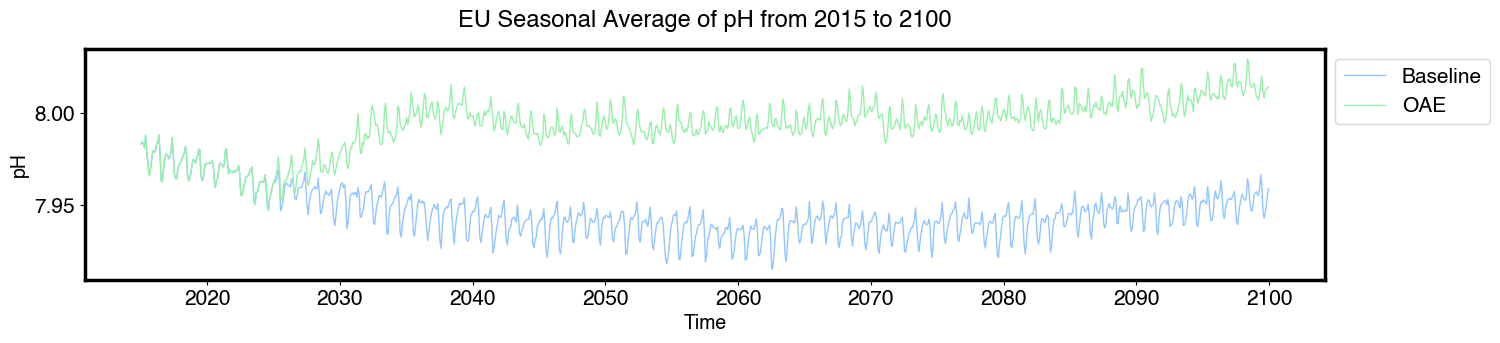 EU Seasonal Average of pH from 2015 to 2100
Baseline
OAE
8.00
7.95
pH
2020 2030 2040 2050 2060 2070 2080 2090 2100
Time